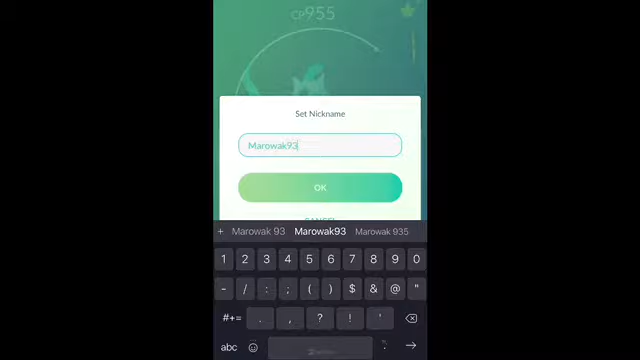 CP955
Set Nickname
Marowak93
OK
CANCEL
+ Marowak 93 Marowak93 Marowak 935
1 2 3 4 5 6 7 8 9 0
- / : ; ( ) $ & @ "
#+= . , ? ! '
abc